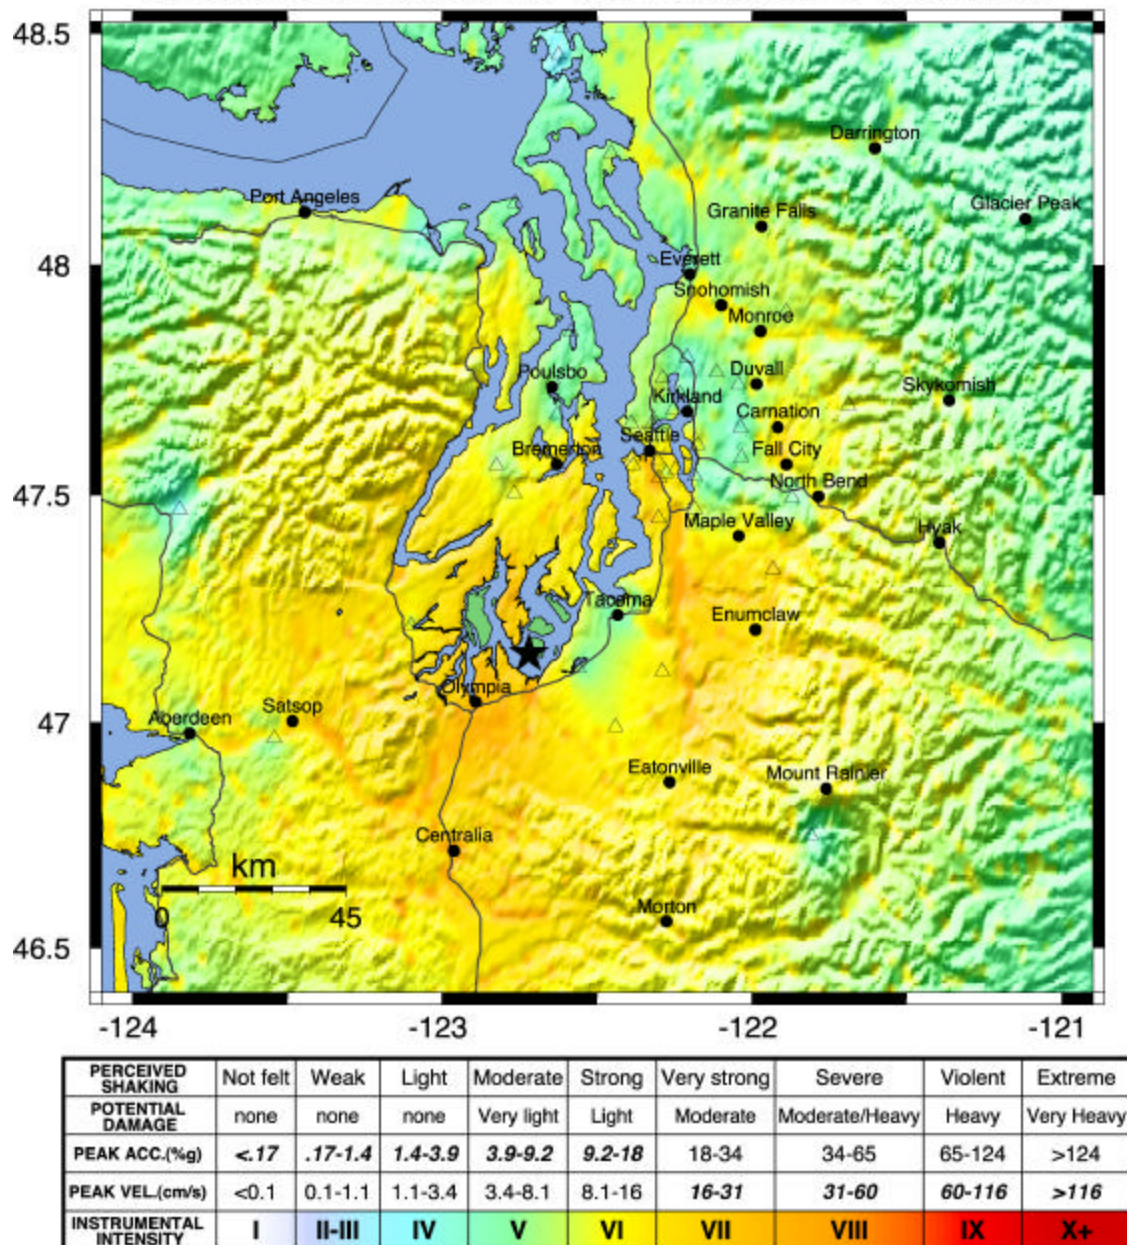 48.5
Darrington
Port Angeles
Glacier Peak
Granite Falls
48
Everett
Snohomish
Monroe
Poulsbo
Duvall
Skykomish
Kirkland
Carnation
Seattle
Bremerton
Fall City
North Bend
47.5
Maple Valley
Hyak
Tacoma
Enumclaw
Olympia
Satsop
Aberdeen
47
Eatonville
Mount Rainier
Centralia
km
0 45
Morton
46.5
-124 -123 -122 -121
PERCEIVED SHAKING Not felt Weak Light Moderate Strong Very strong Severe Violent Extreme
POTENTIAL DAMAGE none none none Very light Light Moderate Moderate/Heavy Heavy Very Heavy
PEAK ACC.(%g) <.17 .17-1.4 1.4-3.9 3.9-9.2 9.2-18 18-34 34-65 65-124 >124
PEAK VEL.(cm/s) <0.1 0.1-1.1 1.1-3.4 3.4-8.1 8.1-16 16-31 31-60 60-116 >116
INSTRUMENTAL INTENSITY I II-III IV V VI VII VIII IX X+